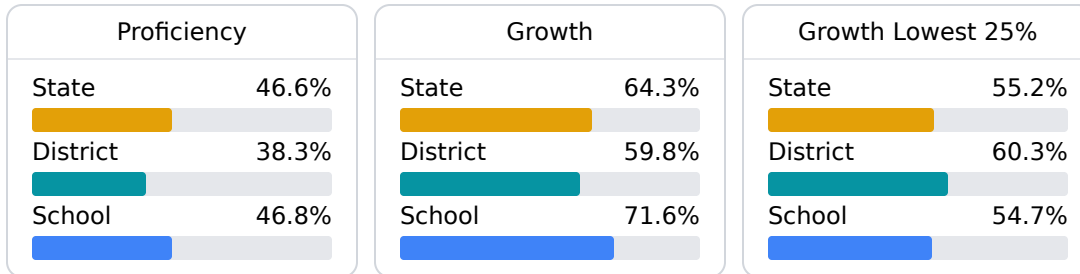 Proficiency
State 46.6%
District 38.3%
School 46.8%
Growth
State 64.3%
District 59.8%
School 71.6%
Growth Lowest 25%
State 55.2%
District 60.3%
School 54.7%